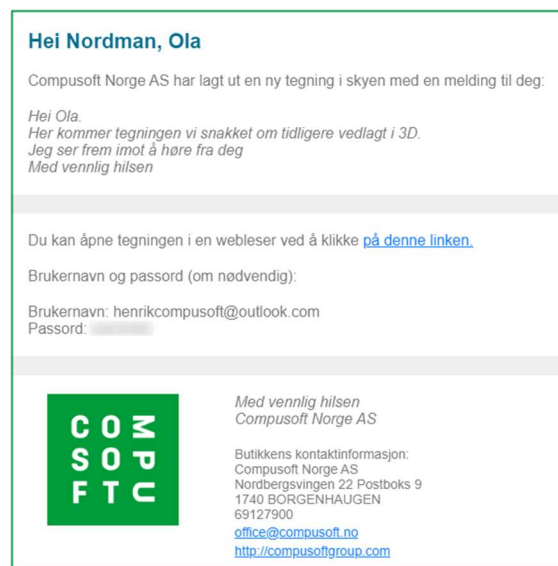 Hei Nordman, Ola
Compusoft Norge AS har lagt ut en ny tegning i skyen med en melding til deg:
Hei Ola.
Her kommer tegningen vi snakket om tidligere vedlagt i 3D.
Jeg ser frem imot å høre fra deg
Med vennlig hilsen
Du kan åpne tegningen i en webleser ved å klikke på denne linken.
Brukernavn og passord (om nødvendig):
Brukernavn: henrikcompusoft@outlook.com
Passord:
COM
SOP
FTU
Med vennlig hilsen
Compusoft Norge AS
Butikkens kontaktinformasjon:
Compusoft Norge AS
Nordbergsvingen 22 Postboks 9
1740 BORGENHAUGEN
69127900
office@compusoft.no
http://compusoftgroup.com